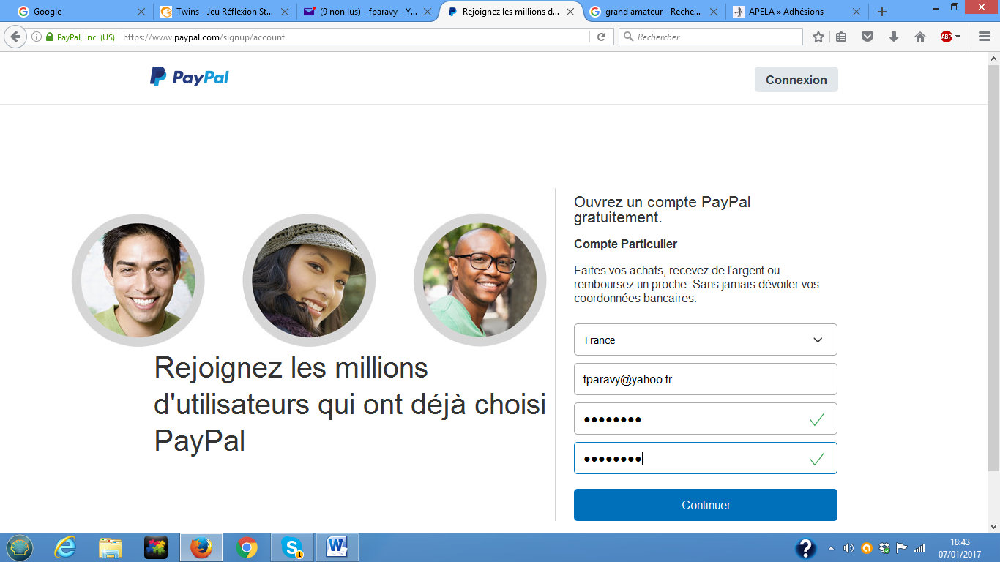 Google
Twins - Jeu Réflexion St...
(9 non lus) - fparavy - Y...
Rejoignez les millions d...
grand amateur - Reche...
APELA » Adhésions
PayPal, Inc. (US)
https://www.paypal.com/signup/account
Rechercher
ABP
PayPal
Connexion
Ouvrez un compte PayPal
gratuitement.
Compte Particulier
Faites vos achats, recevez de l'argent ou
remboursez un proche. Sans jamais dévoiler vos
coordonnées bancaires.
France
fparavy@yahoo.fr
••••••••
••••••••
Continuer
Rejoignez les millions
d'utilisateurs qui ont déjà choisi
PayPal
18:43
07/01/2017